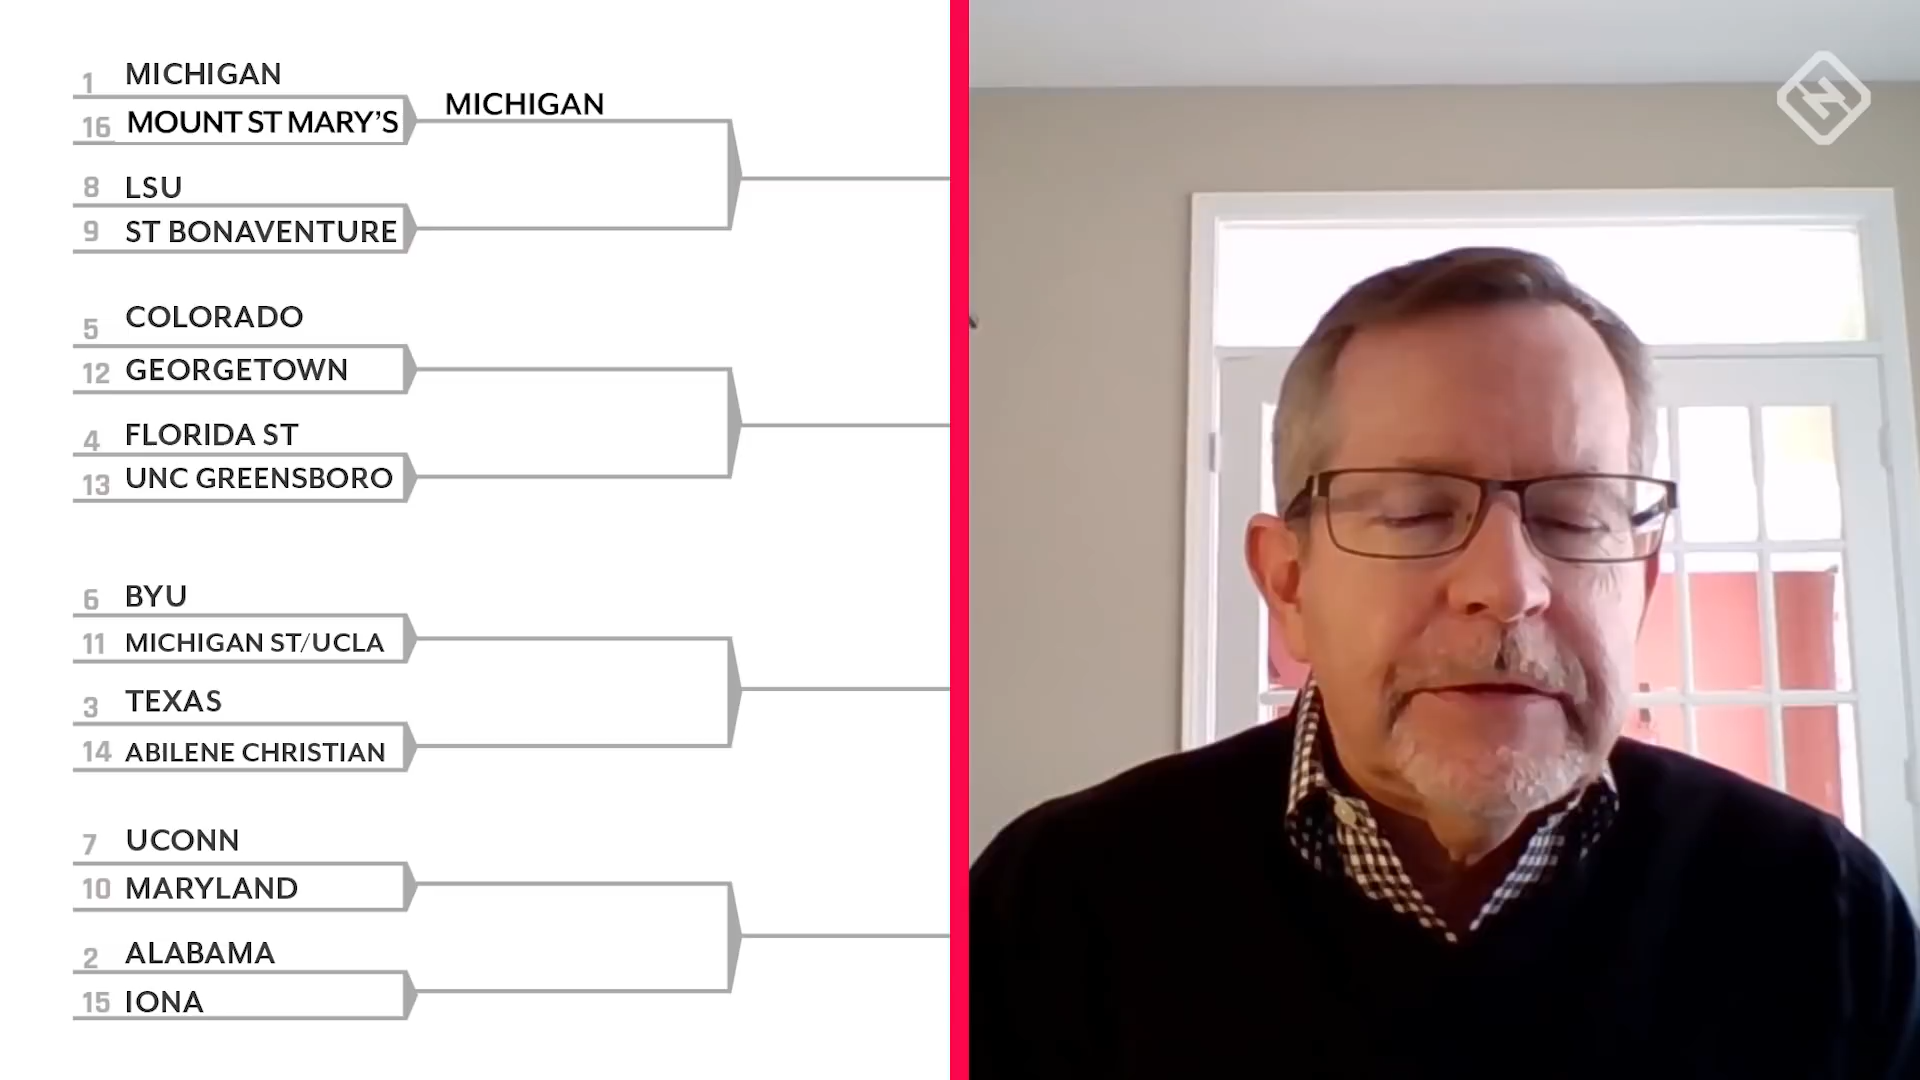 1 MICHIGAN
16 MOUNT ST MARY'S
MICHIGAN
8 LSU
9 ST BONAVENTURE
5 COLORADO
12 GEORGETOWN
4 FLORIDA ST
13 UNC GREENSBORO
6 BYU
11 MICHIGAN ST/UCLA
3 TEXAS
14 ABILENE CHRISTIAN
7 UCONN
10 MARYLAND
2 ALABAMA
15 IONA